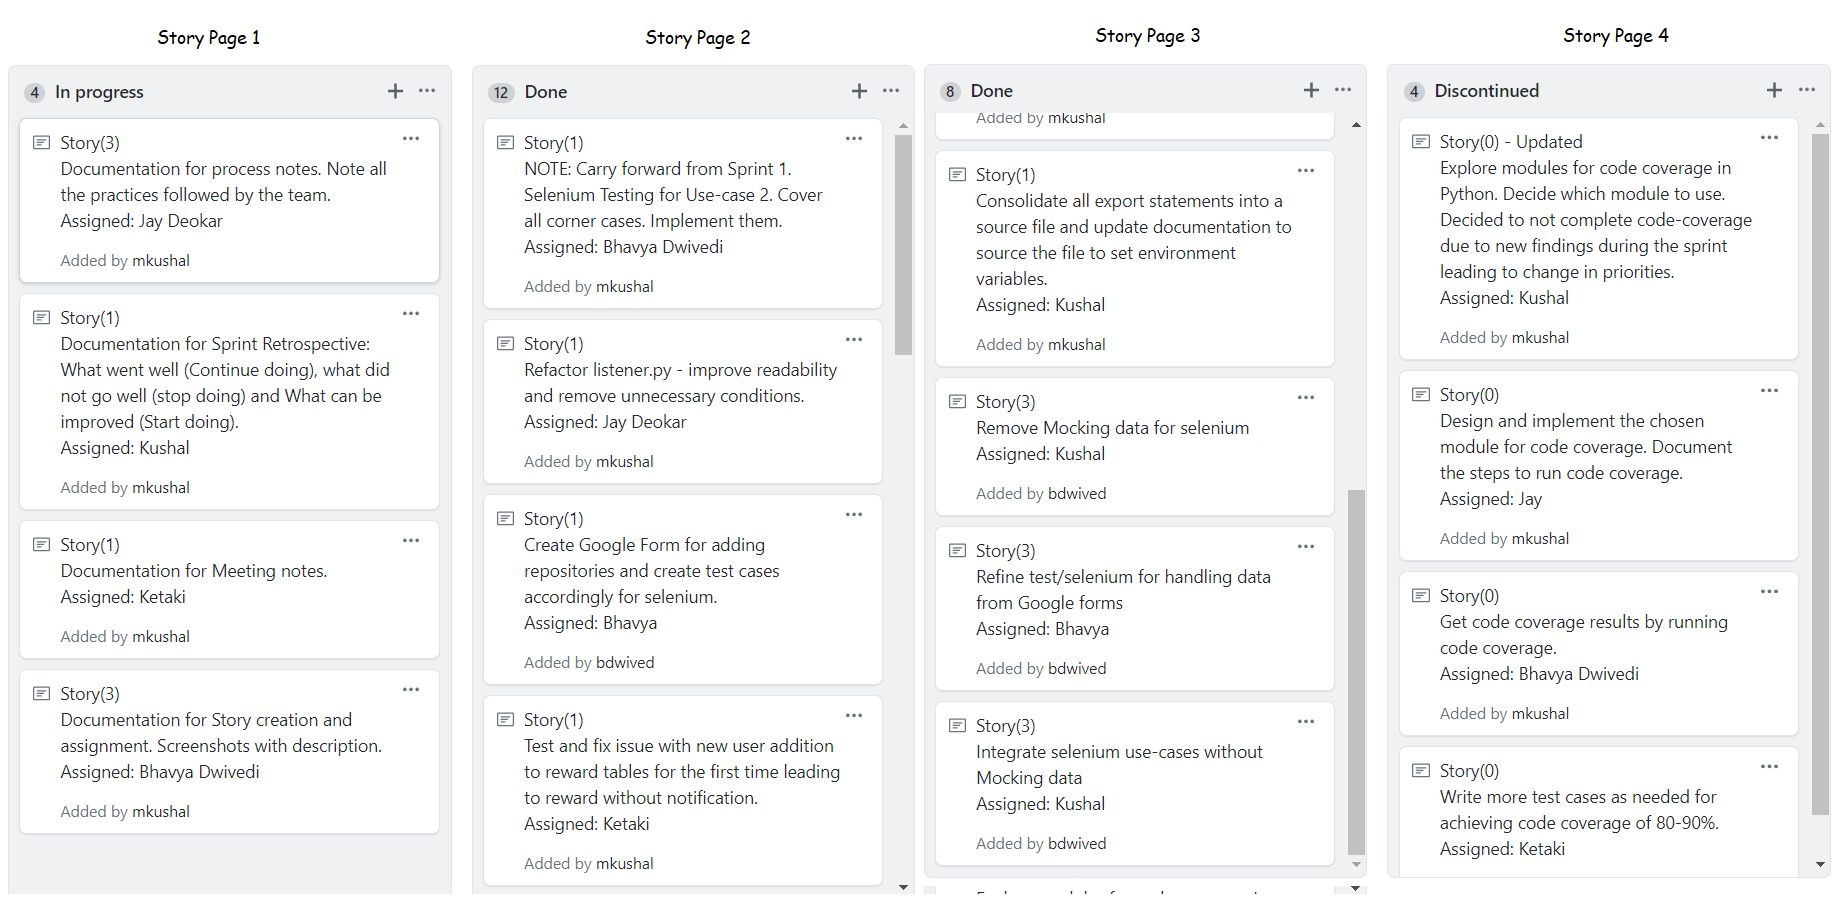 Story Page 1
4 In progress
Story(3)
Documentation for process notes. Note all
the practices followed by the team.
Assigned: Jay Deokar
Added by mkushal
Story(1)
Documentation for Sprint Retrospective:
What went well (Continue doing), what did
not go well (stop doing) and What can be
improved (Start doing).
Assigned: Kushal
Added by mkushal
Story(1)
Documentation for Meeting notes.
Assigned: Ketaki
Added by mkushal
Story(3)
Documentation for Story creation and
assignment. Screenshots with description.
Assigned: Bhavya Dwivedi
Added by mkushal
Story Page 2
12 Done
Story(1)
NOTE: Carry forward from Sprint 1.
Selenium Testing for Use-case 2. Cover
all corner cases. Implement them.
Assigned: Bhavya Dwivedi
Added by mkushal
Story(1)
Refactor listener.py - improve readability
and remove unnecessary conditions.
Assigned: Jay Deokar
Added by mkushal
Story(1)
Create Google Form for adding
repositories and create test cases
accordingly for selenium.
Assigned: Bhavya
Added by bdwived
Story(1)
Test and fix issue with new user addition
to reward tables for the first time leading
to reward without notification.
Assigned: Ketaki
Added by mkushal
Story Page 3
8 Done
Added by mkushal
Story(1)
Consolidate all export statements into a
source file and update documentation to
source the file to set environment
variables.
Assigned: Kushal
Added by mkushal
Story(3)
Remove Mocking data for selenium
Assigned: Kushal
Added by bdwived
Story(3)
Refine test/selenium for handling data
from Google forms
Assigned: Bhavya
Added by bdwived
Story(3)
Integrate selenium use-cases without
Mocking data
Assigned: Kushal
Added by bdwived
Story Page 4
4 Discontinued
Story(0) - Updated
Explore modules for code coverage in
Python. Decide which module to use.
Decided to not complete code-coverage
due to new findings during the sprint
leading to change in priorities.
Assigned: Kushal
Added by mkushal
Story(0)
Design and implement the chosen
module for code coverage. Document
the steps to run code coverage.
Assigned: Jay
Added by mkushal
Story(0)
Get code coverage results by running
code coverage.
Assigned: Bhavya Dwivedi
Added by mkushal
Story(0)
Write more test cases as needed for
achieving code coverage of 80-90%.
Assigned: Ketaki